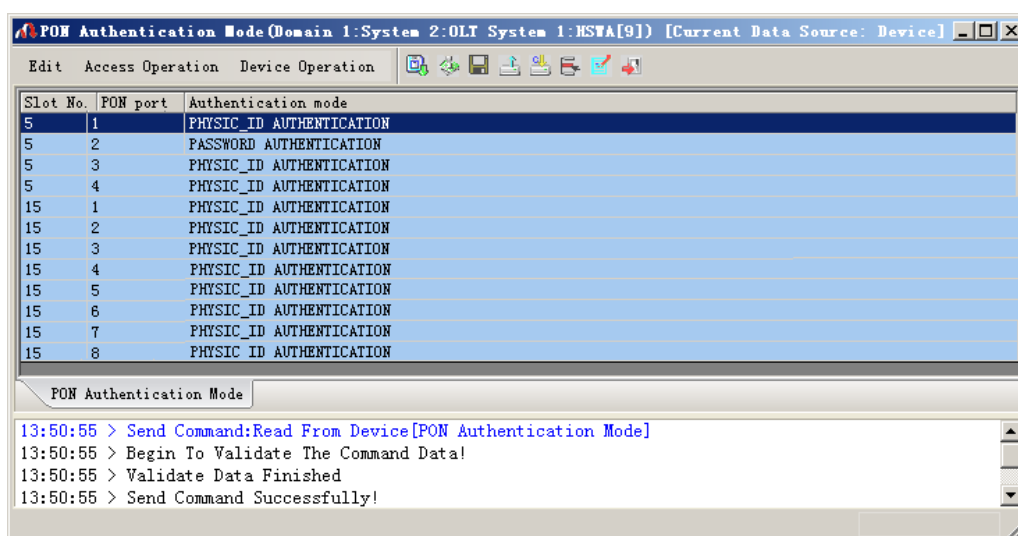 PON Authentication Mode(Domain 1:System 2:OLT System 1:HSWA[9]) [Current Data Source: Device]
Edit Access Operation Device Operation
Slot No. PON port Authentication mode
5 1 PHYSIC_ID AUTHENTICATION
5 2 PASSWORD AUTHENTICATION
5 3 PHYSIC_ID AUTHENTICATION
5 4 PHYSIC_ID AUTHENTICATION
15 1 PHYSIC_ID AUTHENTICATION
15 2 PHYSIC_ID AUTHENTICATION
15 3 PHYSIC_ID AUTHENTICATION
15 4 PHYSIC_ID AUTHENTICATION
15 5 PHYSIC_ID AUTHENTICATION
15 6 PHYSIC_ID AUTHENTICATION
15 7 PHYSIC_ID AUTHENTICATION
15 8 PHYSIC ID AUTHENTICATION
PON Authentication Mode
13:50:55 > Send Command:Read From Device[PON Authentication Mode]
13:50:55 > Begin To Validate The Command Data!
13:50:55 > Validate Data Finished
13:50:55 > Send Command Successfully!